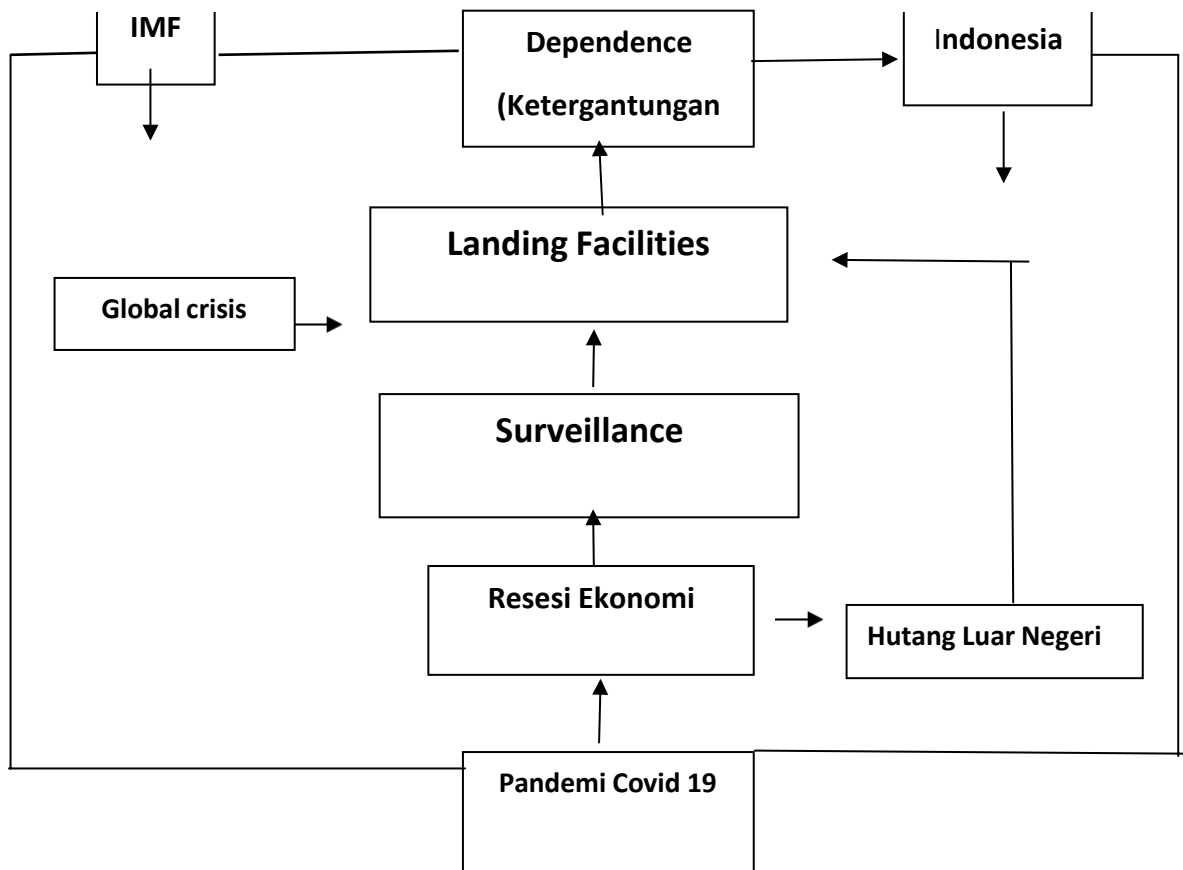 IMF
Dependence
(Ketergantungan
Indonesia
Landing Facilities
Global crisis
Surveillance
Resesi Ekonomi
Hutang Luar Negeri
Pandemi Covid 19